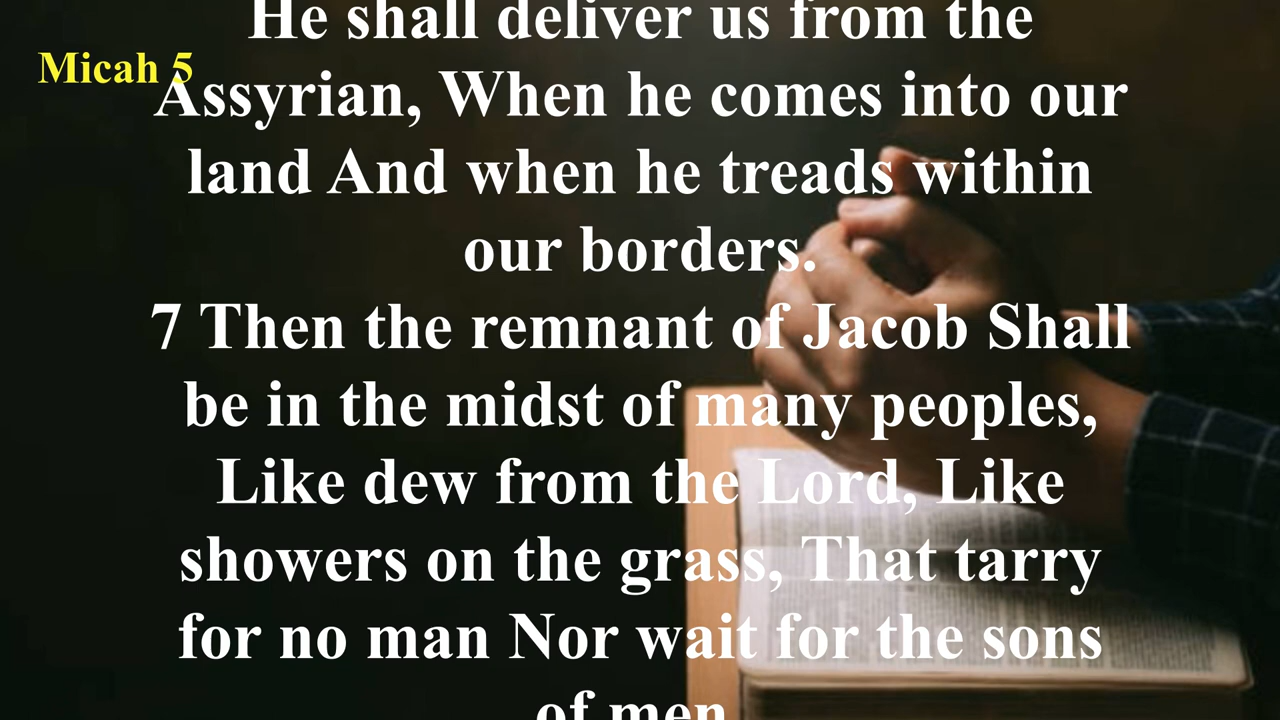 He shall deliver us from the
Micah 5
Assyrian, When he comes into our
land And when he treads within
our borders.
7 Then the remnant of Jacob Shall
be in the midst of many peoples,
Like dew from the Lord, Like
showers on the grass, That tarry
for no man Nor wait for the sons
of men